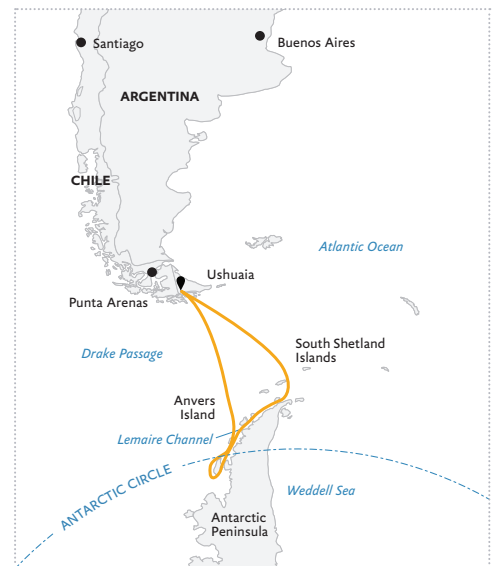 Santiago
Buenos Aires
ARGENTINA
CHILE
Atlantic Ocean
Ushuaia
Punta Arenas
South Shetland
Islands
Drake Passage
Anvers
Island
Lemaire Channel
ANTARCTIC CIRCLE
Weddell Sea
Antarctic
Peninsula